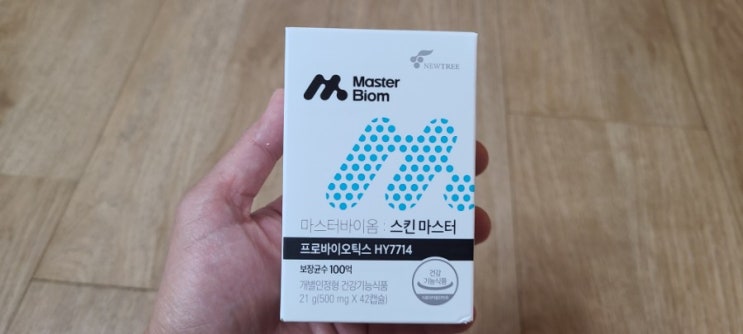 NEWTREE
Master
Biom
마스터바이옴 : 스킨 마스터
프로바이오틱스 HY7714
보장균수 100억
개별인정형 건강기능식품
21 g(500 mg X 42캡슐)
건강
기능식품